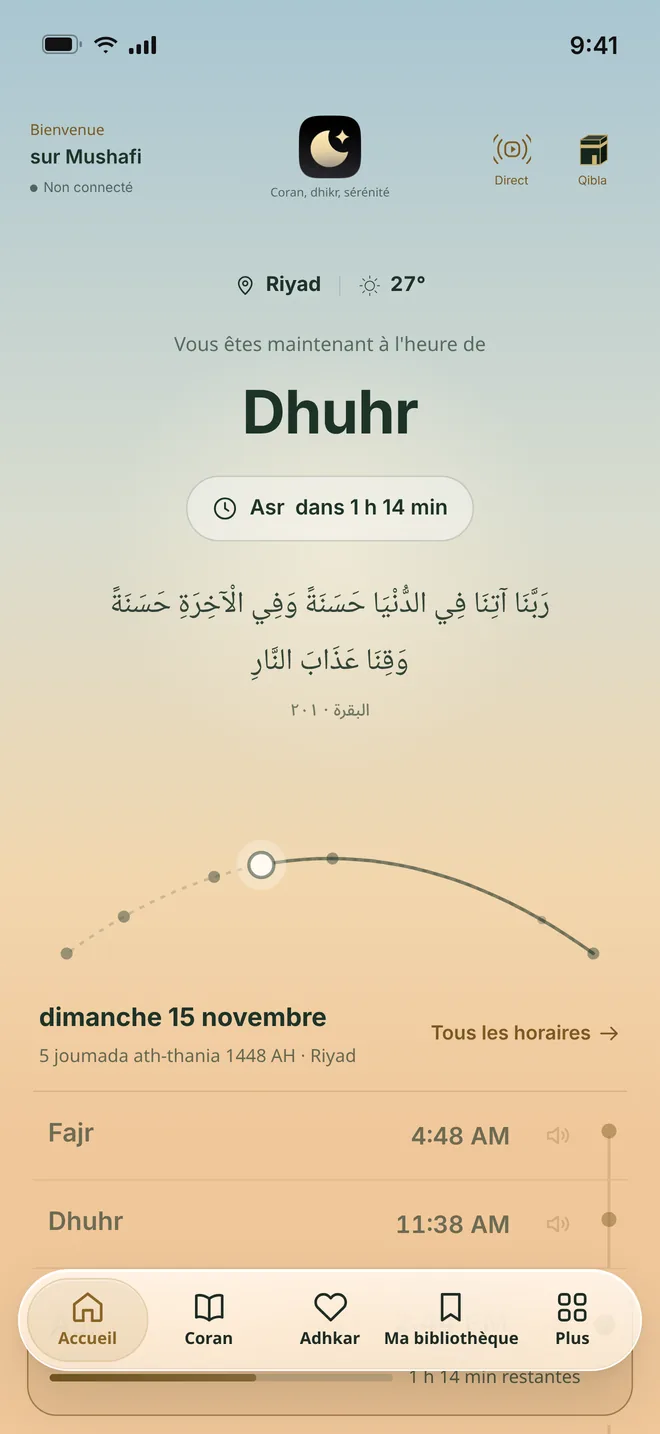 9:41
Bienvenue
sur Mushafi
Non connecté
Coran, dhikr, sérénité
Direct
Qibla
Riyad
27°
Vous êtes maintenant à l'heure de
Dhuhr
Asr dans 1 h 14 min
رَبَّنَا آتِنَا فِي الدُّنْيَا حَسَنَةً وَفِي الْآخِرَةِ حَسَنَةً
وَقِنَا عَذَابَ النَّارِ
البقرة · ٢٠١
dimanche 15 novembre
5 joumada ath-thania 1448 AH · Riyad
Tous les horaires →
Fajr 4:48 AM
Dhuhr 11:38 AM
Accueil
Coran
Adhkar
Ma bibliothèque
Plus
1 h 14 min restantes